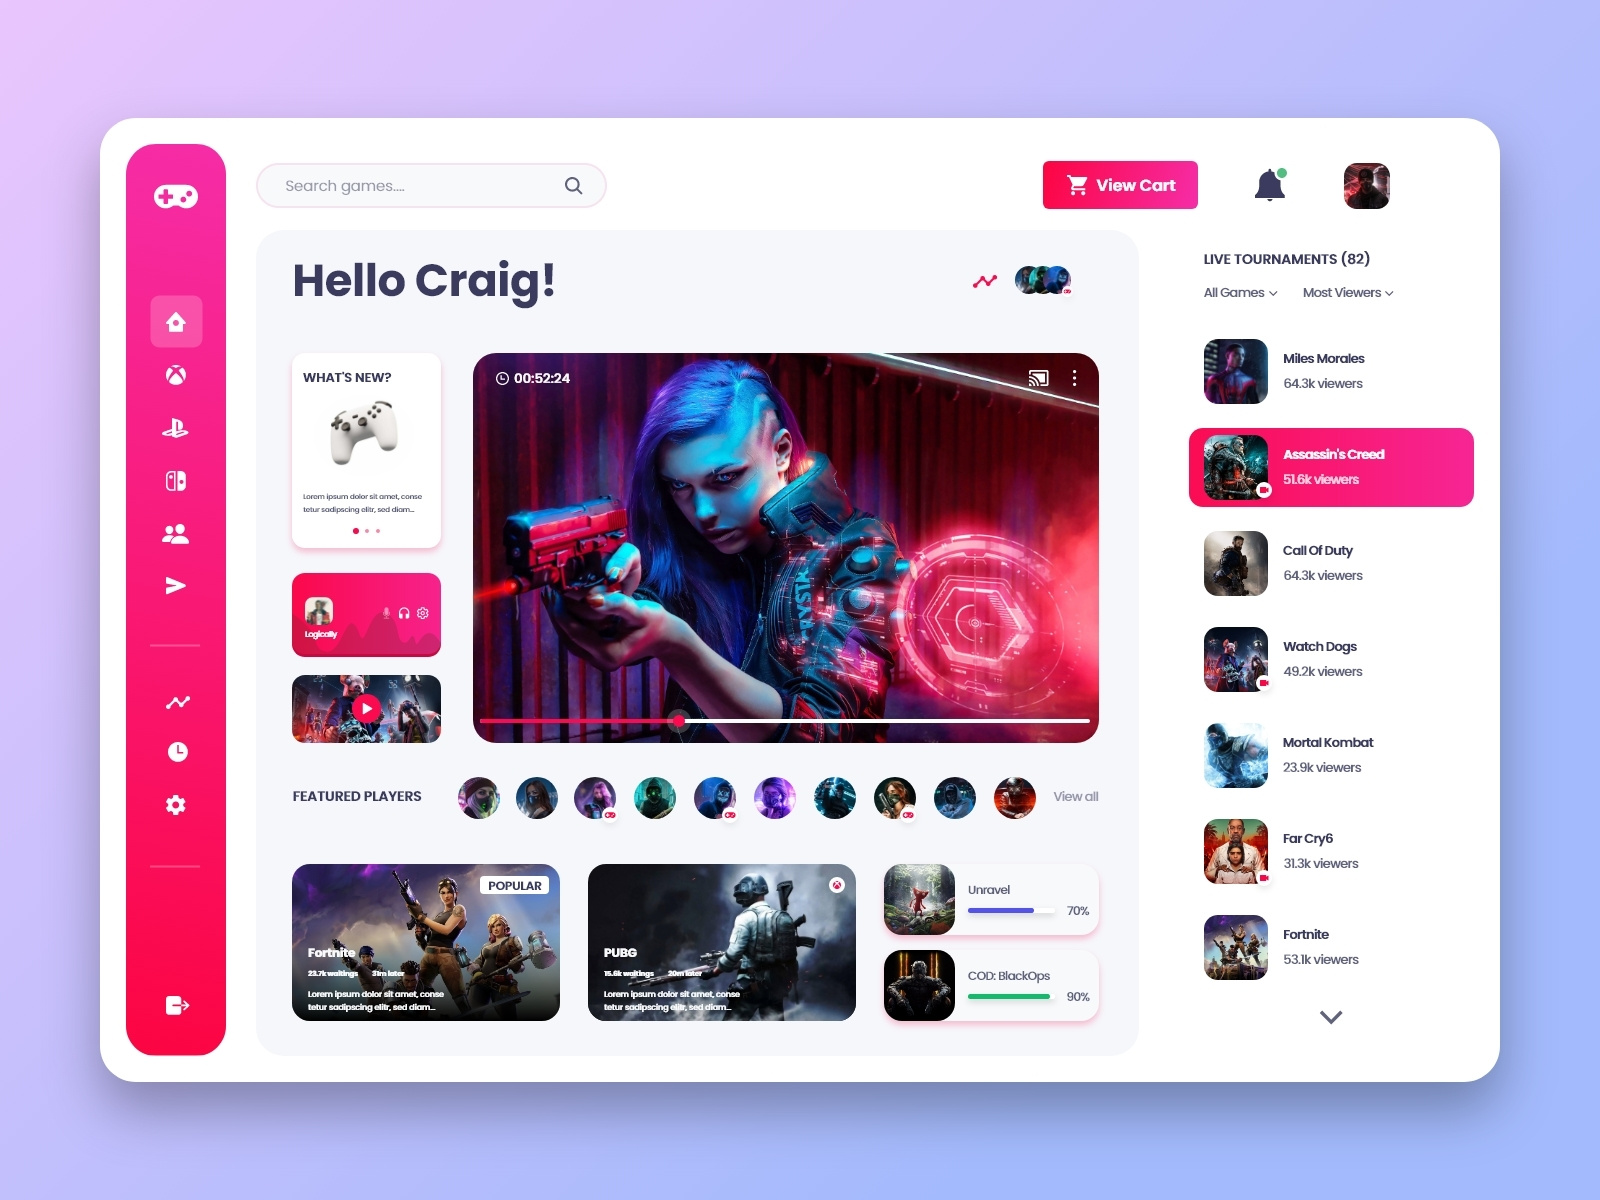 Search games....
View Cart
Hello Craig!
WHAT'S NEW?
Lorem ipsum dolor sit amet, conse
tetur sadipscing elitr, sed diam...
Logically
00:52:24
FEATURED PLAYERS
View all
POPULAR
Fortnite
23.7k waitings 31m later
Lorem ipsum dolor sit amet, conse
tetur sadipscing elitr, sed diam...
PUBG
15.6k waitings 20m later
Lorem ipsum dolor sit amet, conse
tetur sadipscing elitr, sed diam...
Unravel
70%
COD: BlackOps
90%
LIVE TOURNAMENTS (82)
All Games Most Viewers
Miles Morales
64.3k viewers
Assassin's Creed
51.6k viewers
Call Of Duty
64.3k viewers
Watch Dogs
49.2k viewers
Mortal Kombat
23.9k viewers
Far Cry6
31.3k viewers
Fortnite
53.1k viewers